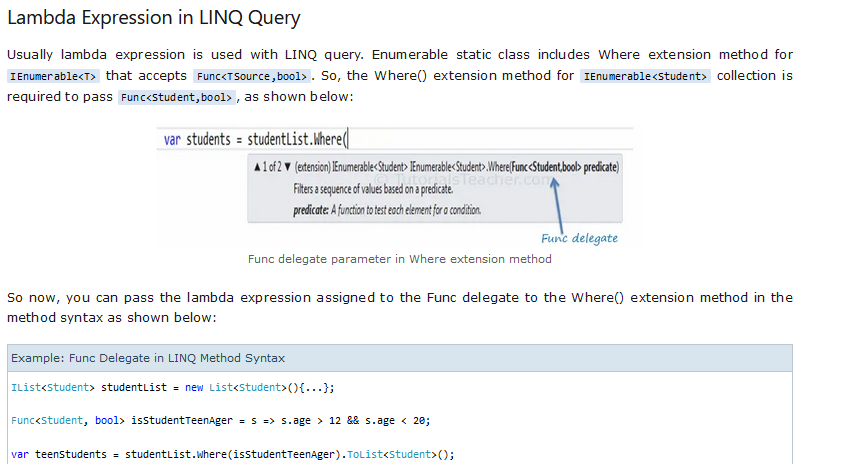 Lambda Expression in LINQ Query
Usually lambda expression is used with LINQ query. Enumerable static class includes Where extension method for
IEnumerable<T> that accepts Func<TSource,bool>. So, the Where() extension method for IEnumerable<Student> collection is
required to pass Func<Student,bool>, as shown below:
var students = studentList.Where(
▲ 1 of 2 ▼ (extension) IEnumerable<Student> IEnumerable<Student>.Where(Func<Student,bool> predicate)
© TutorialsTeacher.com
Filters a sequence of values based on a predicate.
predicate: A function to test each element for a condition.
Func delegate
Func delegate parameter in Where extension method
So now, you can pass the lambda expression assigned to the Func delegate to the Where() extension method in the
method syntax as shown below:
Example: Func Delegate in LINQ Method Syntax
IList<Student> studentList = new List<Student>(){...};
Func<Student, bool> isStudentTeenAger = s => s.age > 12 && s.age < 20;
var teenStudents = studentList.Where(isStudentTeenAger).ToList<Student>();